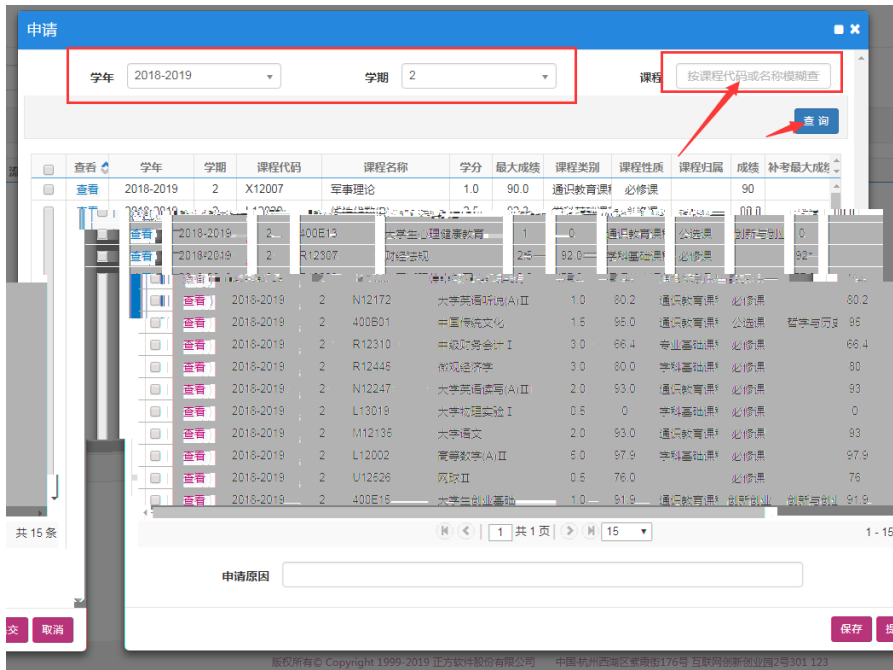 申请
学年 2018-2019 学期 2 课程 按课程代码或名称模糊查
查 询
查看 学年 学期 课程代码 课程名称 学分 最大成绩 课程类别 课程性质 课程归属 成绩 补考最大成绩
查看 2018-2019 2 X12007 军事理论 1.0 90.0 通识教育课 必修课 90
查看 2018-2019 2 400E13 大学生心理健康教育 1 0 通识教育课 公选课 创新与创业 0
查看 2018-2019 2 R12307 财经法规 2.5 92.0 学科基础课 必修课 92
查看 2018-2019 2 N12172 大学英语听说(A)II 1.0 80.2 通识教育课 必修课 80.2
查看 2018-2019 2 400B01 中国传统文化 1.5 95.0 通识教育课 公选课 哲学与历史 95
查看 2018-2019 2 R12310 中级财务会计 I 3.0 66.4 专业基础课 必修课 66.4
查看 2018-2019 2 R12445 微观经济学 3.0 80.0 学科基础课 必修课 80
查看 2018-2019 2 N12247 大学英语读写(A)II 2.0 93.0 通识教育课 必修课 93
查看 2018-2019 2 L13019 大学物理实验 I 0.5 0 学科基础课 必修课 0
查看 2018-2019 2 M12135 大学语文 2.0 93.0 通识教育课 必修课 93
查看 2018-2019 2 L12002 高等数学(A)II 5.0 97.9 学科基础课 必修课 97.9
查看 2018-2019 2 U12626 网球II 0.5 76.0 必修课 76
查看 2018-2019 2 400E15 大学生创业基础 1.0 91.9 通识教育课 创新创业 创新与创业 91.9
共 15 条 1 共 1 页 15 1 - 15
申请原因
交 取消 保存 提
版权所有© Copyright 1999-2019 正方软件股份有限公司 中国·杭州西湖区紫霞街176号 互联网创新创业园2号301 123